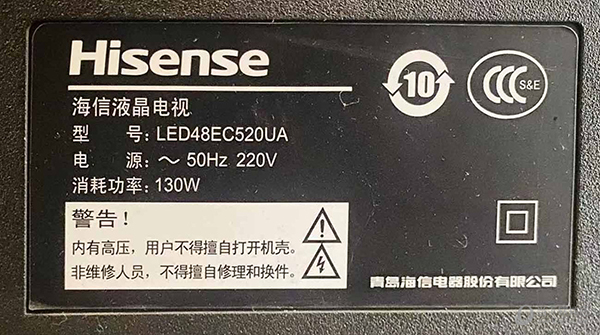 Hisense
海信液晶电视
型 号: LED48EC520UA
电 源: ～ 50Hz 220V
消耗功率: 130W
警告!
内有高压，用户不得擅自打开机壳。
非维修人员，不得擅自修理和换件。
10
CCC S&E
青岛海信电器股份有限公司